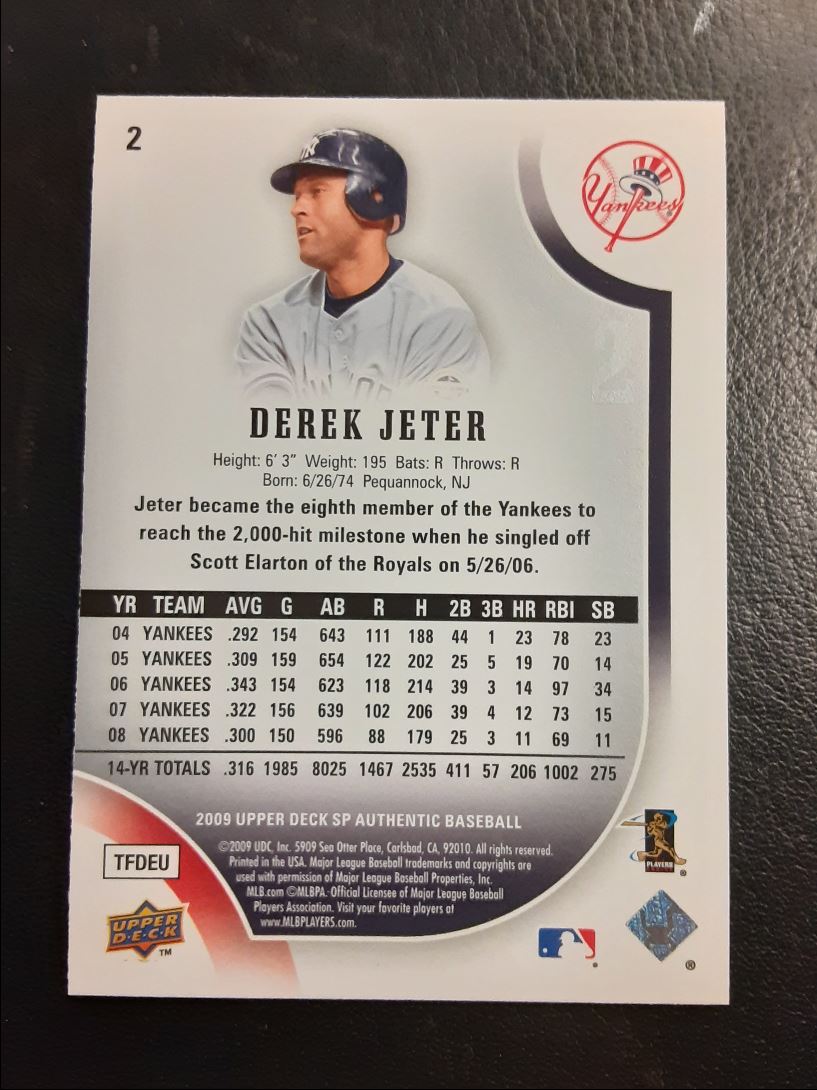 2
NY
Yankees
2
DEREK JETER
Height: 6' 3" Weight: 195 Bats: R Throws: R
Born: 6/26/74 Pequannock, NJ
Jeter became the eighth member of the Yankees to
reach the 2,000-hit milestone when he singled off
Scott Elarton of the Royals on 5/26/06.
YR TEAM AVG G AB R H 2B 3B HR RBI SB
04 YANKEES .292 154 643 111 188 44 1 23 78 23
05 YANKEES .309 159 654 122 202 25 5 19 70 14
06 YANKEES .343 154 623 118 214 39 3 14 97 34
07 YANKEES .322 156 639 102 206 39 4 12 73 15
08 YANKEES .300 150 596 88 179 25 3 11 69 11
14-YR TOTALS .316 1985 8025 1467 2535 411 57 206 1002 275
2009 UPPER DECK SP AUTHENTIC BASEBALL
©2009 UDC, Inc. 5909 Sea Otter Place, Carlsbad, CA, 92010. All rights reserved.
Printed in the USA. Major League Baseball trademarks and copyrights are
used with permission of Major League Baseball Properties, Inc.
MLB.com ©MLBPA-Official Licensee of Major League Baseball
Players Association. Visit your favorite players at
www.MLBPLAYERS.com.
TFDEU
UPPER
D·E·C·K
TM
PLAYERS
®
®